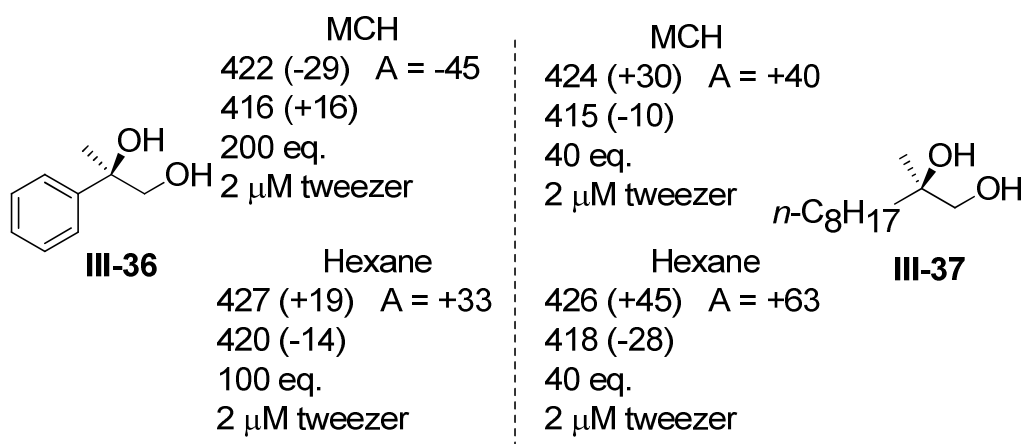 MCH
422 (-29) A = -45
416 (+16)
200 eq.
2 μM tweezer
OH
OH
III-36
Hexane
427 (+19) A = +33
420 (-14)
100 eq.
2 μM tweezer
MCH
424 (+30) A = +40
415 (-10)
40 eq.
2 μM tweezer
OH
OH
n-C8H17
III-37
Hexane
426 (+45) A = +63
418 (-28)
40 eq.
2 μM tweezer